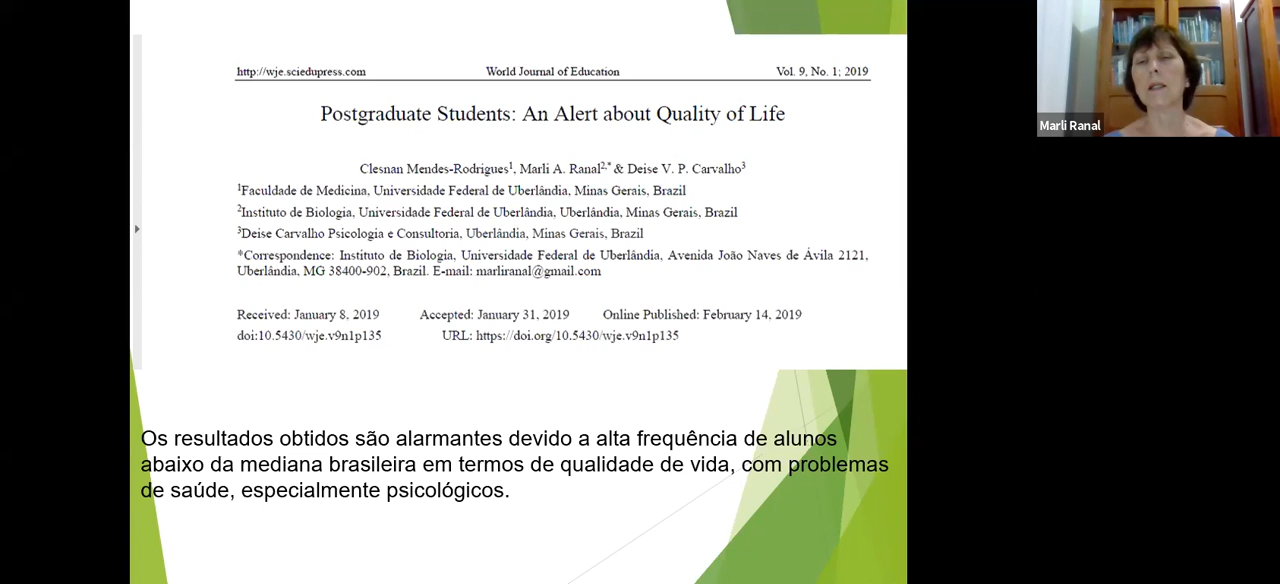 http://wje.sciedupress.com World Journal of Education Vol. 9, No. 1; 2019
Postgraduate Students: An Alert about Quality of Life
Clesnan Mendes-Rodrigues1, Marli A. Ranal2,* & Deise V. P. Carvalho3
1Faculdade de Medicina, Universidade Federal de Uberlândia, Minas Gerais, Brazil
2Instituto de Biologia, Universidade Federal de Uberlândia, Uberlândia, Minas Gerais, Brazil
3Deise Carvalho Psicologia e Consultoria, Uberlândia, Minas Gerais, Brazil
*Correspondence: Instituto de Biologia, Universidade Federal de Uberlândia, Avenida João Naves de Ávila 2121,
Uberlândia, MG 38400-902, Brazil. E-mail: marliranal@gmail.com
Received: January 8, 2019 Accepted: January 31, 2019 Online Published: February 14, 2019
doi:10.5430/wje.v9n1p135 URL: https://doi.org/10.5430/wje.v9n1p135
Os resultados obtidos são alarmantes devido a alta frequência de alunos
abaixo da mediana brasileira em termos de qualidade de vida, com problemas
de saúde, especialmente psicológicos.
Marli Ranal